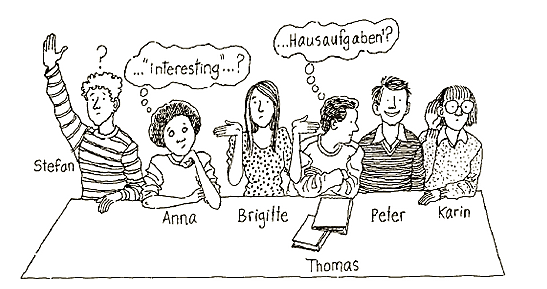 ?
..."interesting"...?
...Hausaufgaben'?
Stefan
Anna
Brigitte
Peter
Karin
Thomas